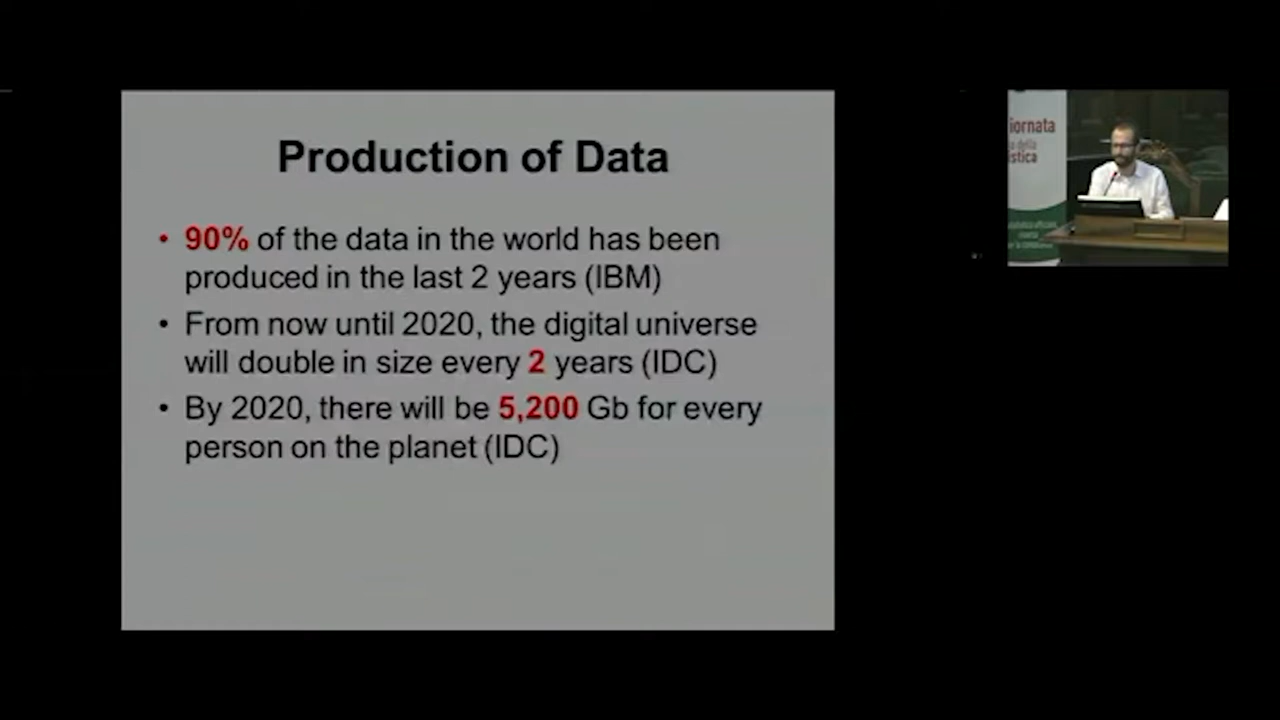 Production of Data
• 90% of the data in the world has been
produced in the last 2 years (IBM)
• From now until 2020, the digital universe
will double in size every 2 years (IDC)
• By 2020, there will be 5,200 Gb for every
person on the planet (IDC)
iornata
della
istica